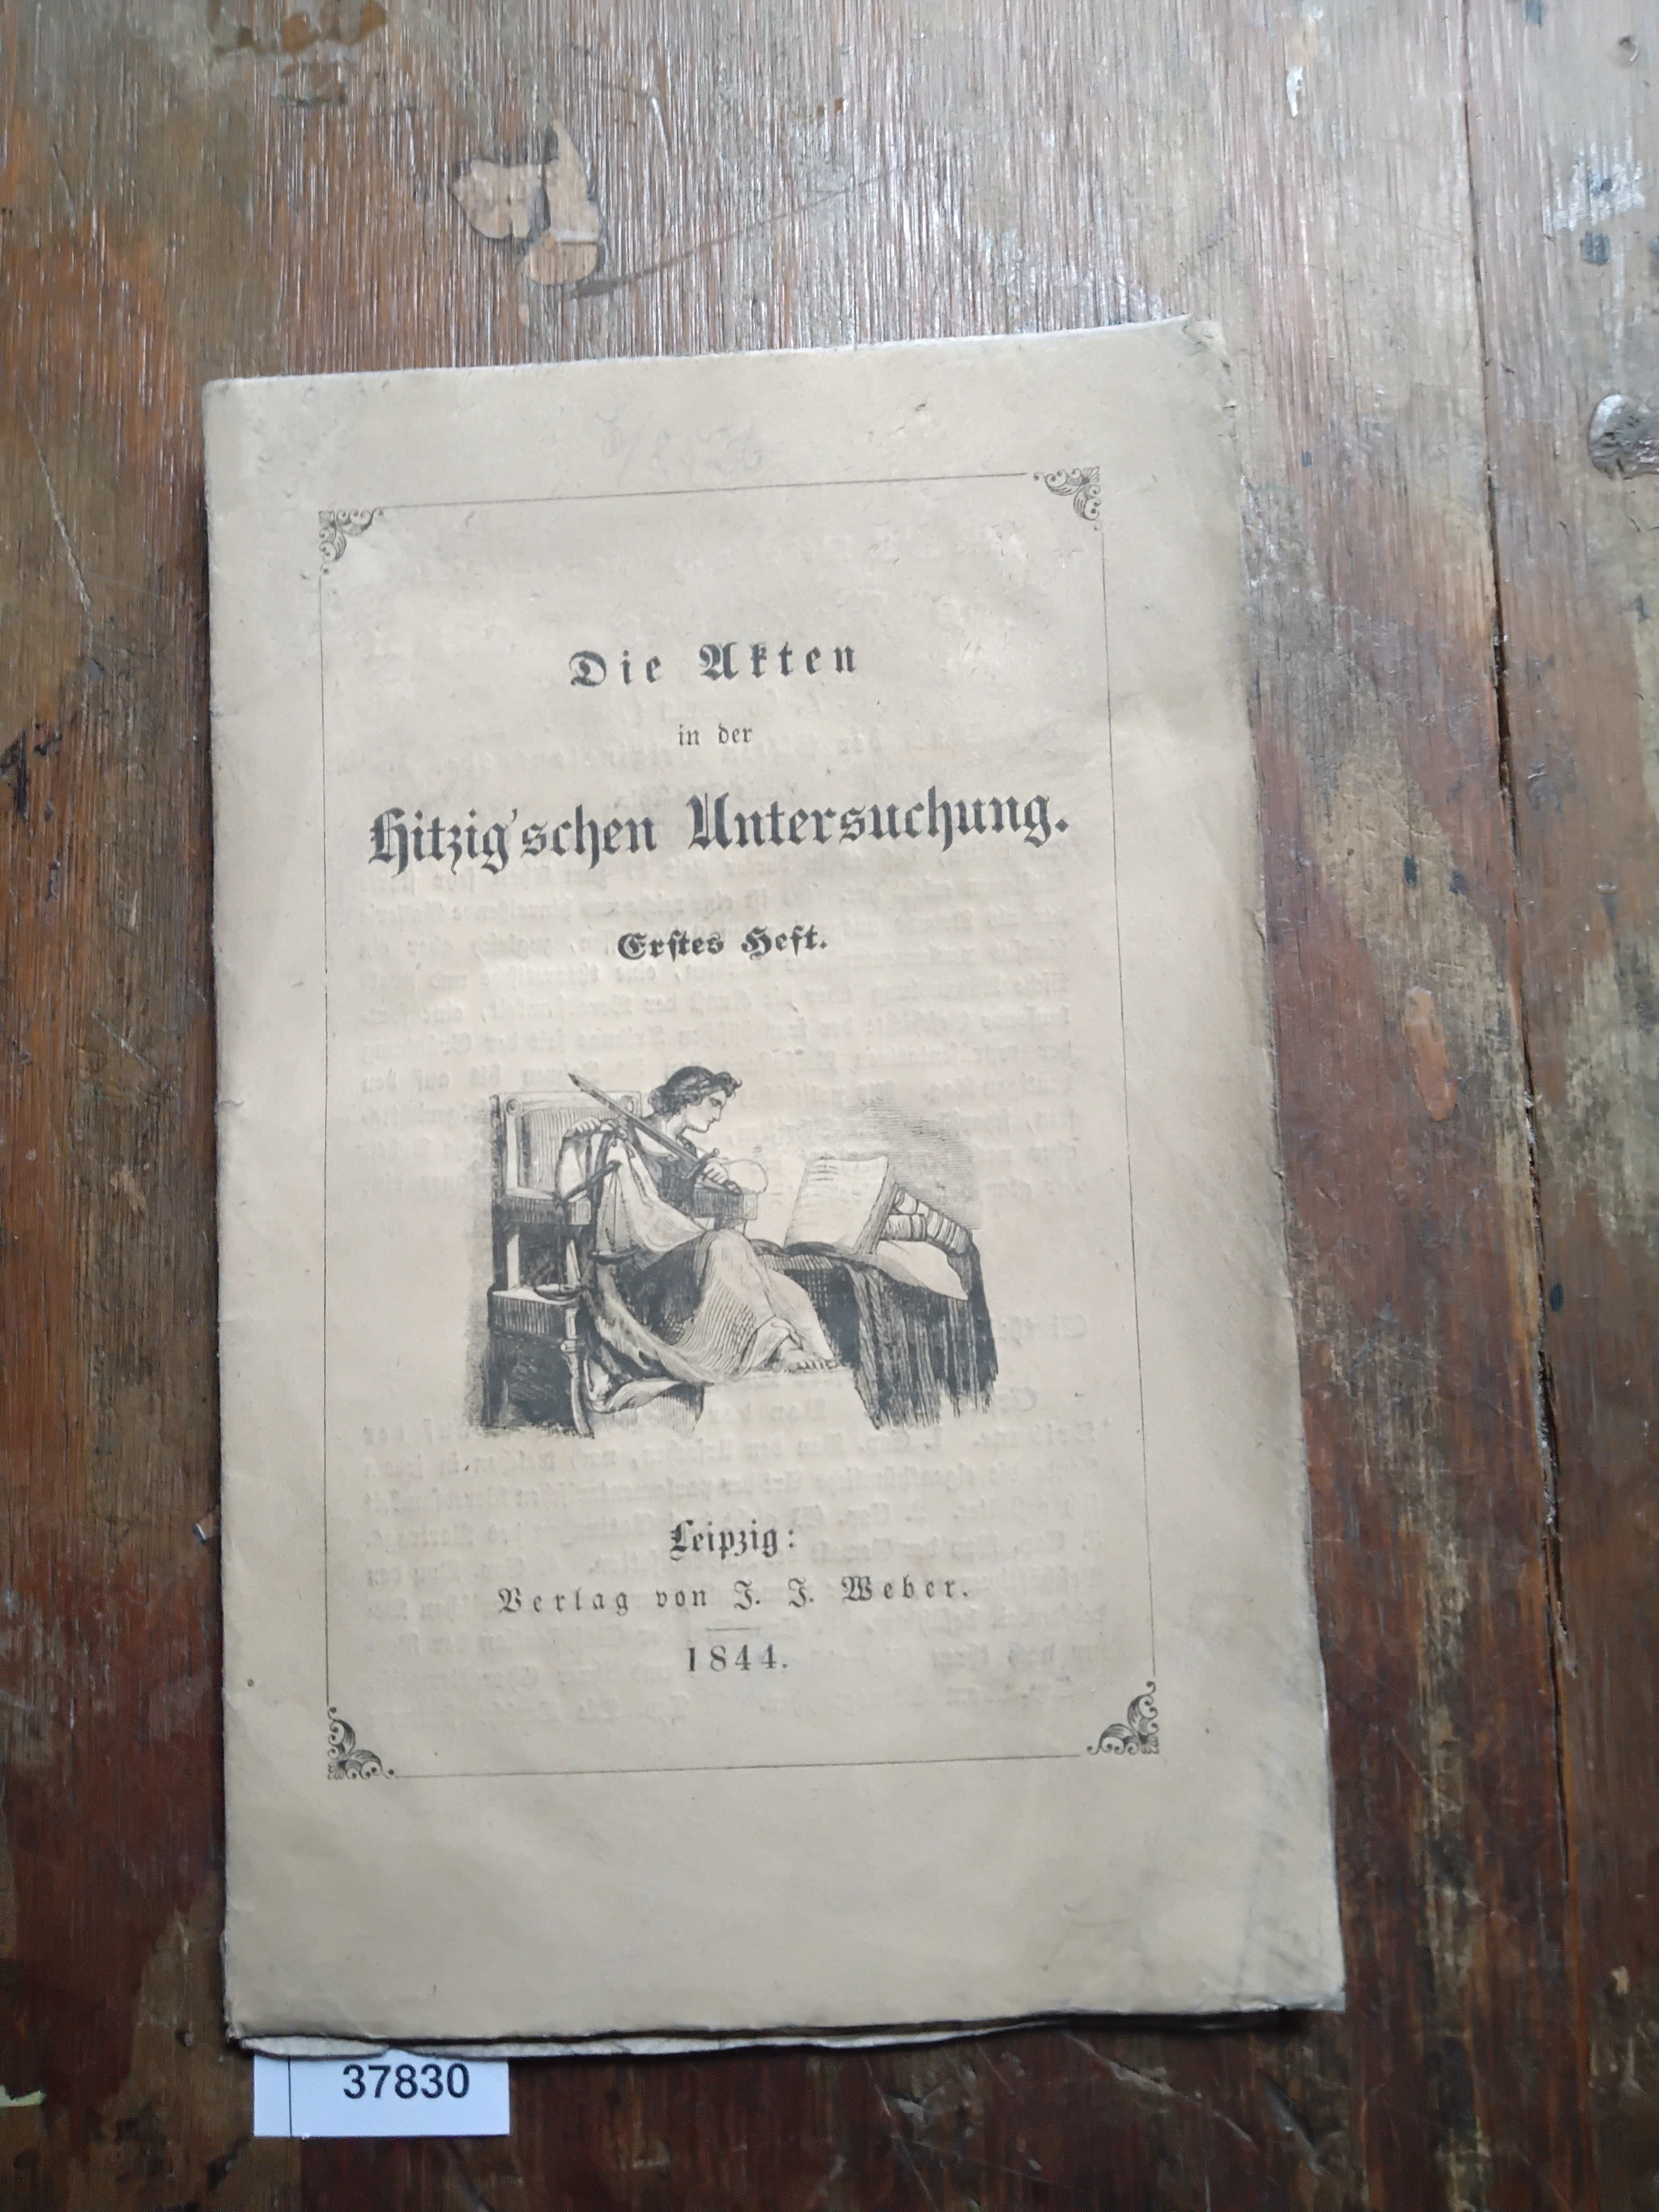 Die Akten
in der
Hitzig'schen Untersuchung.
Erstes Heft.
Leipzig:
Verlag von J. J. Weber.
1844.
37830